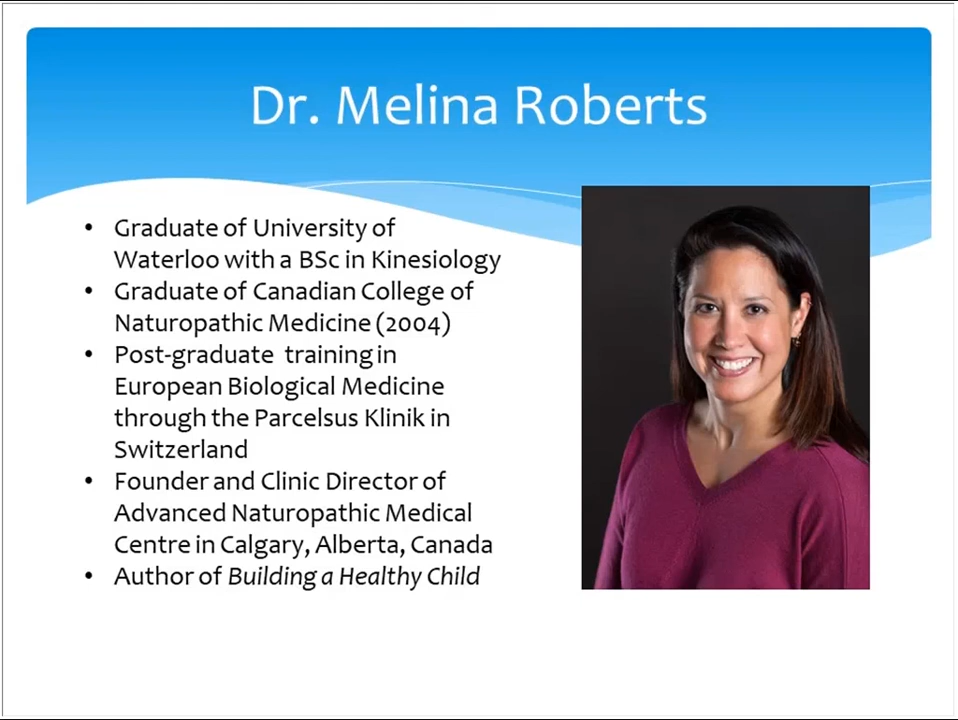 Dr. Melina Roberts
• Graduate of University of
Waterloo with a BSc in Kinesiology
• Graduate of Canadian College of
Naturopathic Medicine (2004)
• Post-graduate training in
European Biological Medicine
through the Parcelsus Klinik in
Switzerland
• Founder and Clinic Director of
Advanced Naturopathic Medical
Centre in Calgary, Alberta, Canada
• Author of Building a Healthy Child